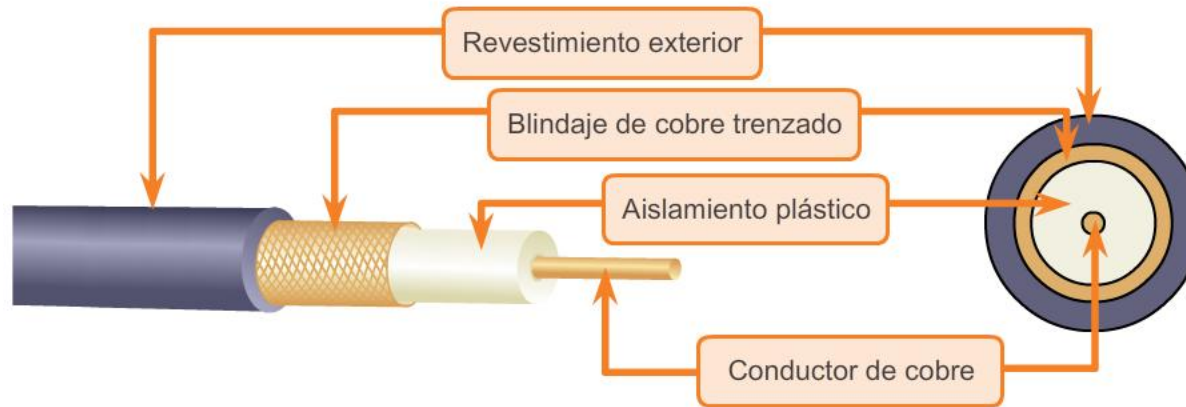 Revestimiento exterior
Blindaje de cobre trenzado
Aislamiento plástico
Conductor de cobre